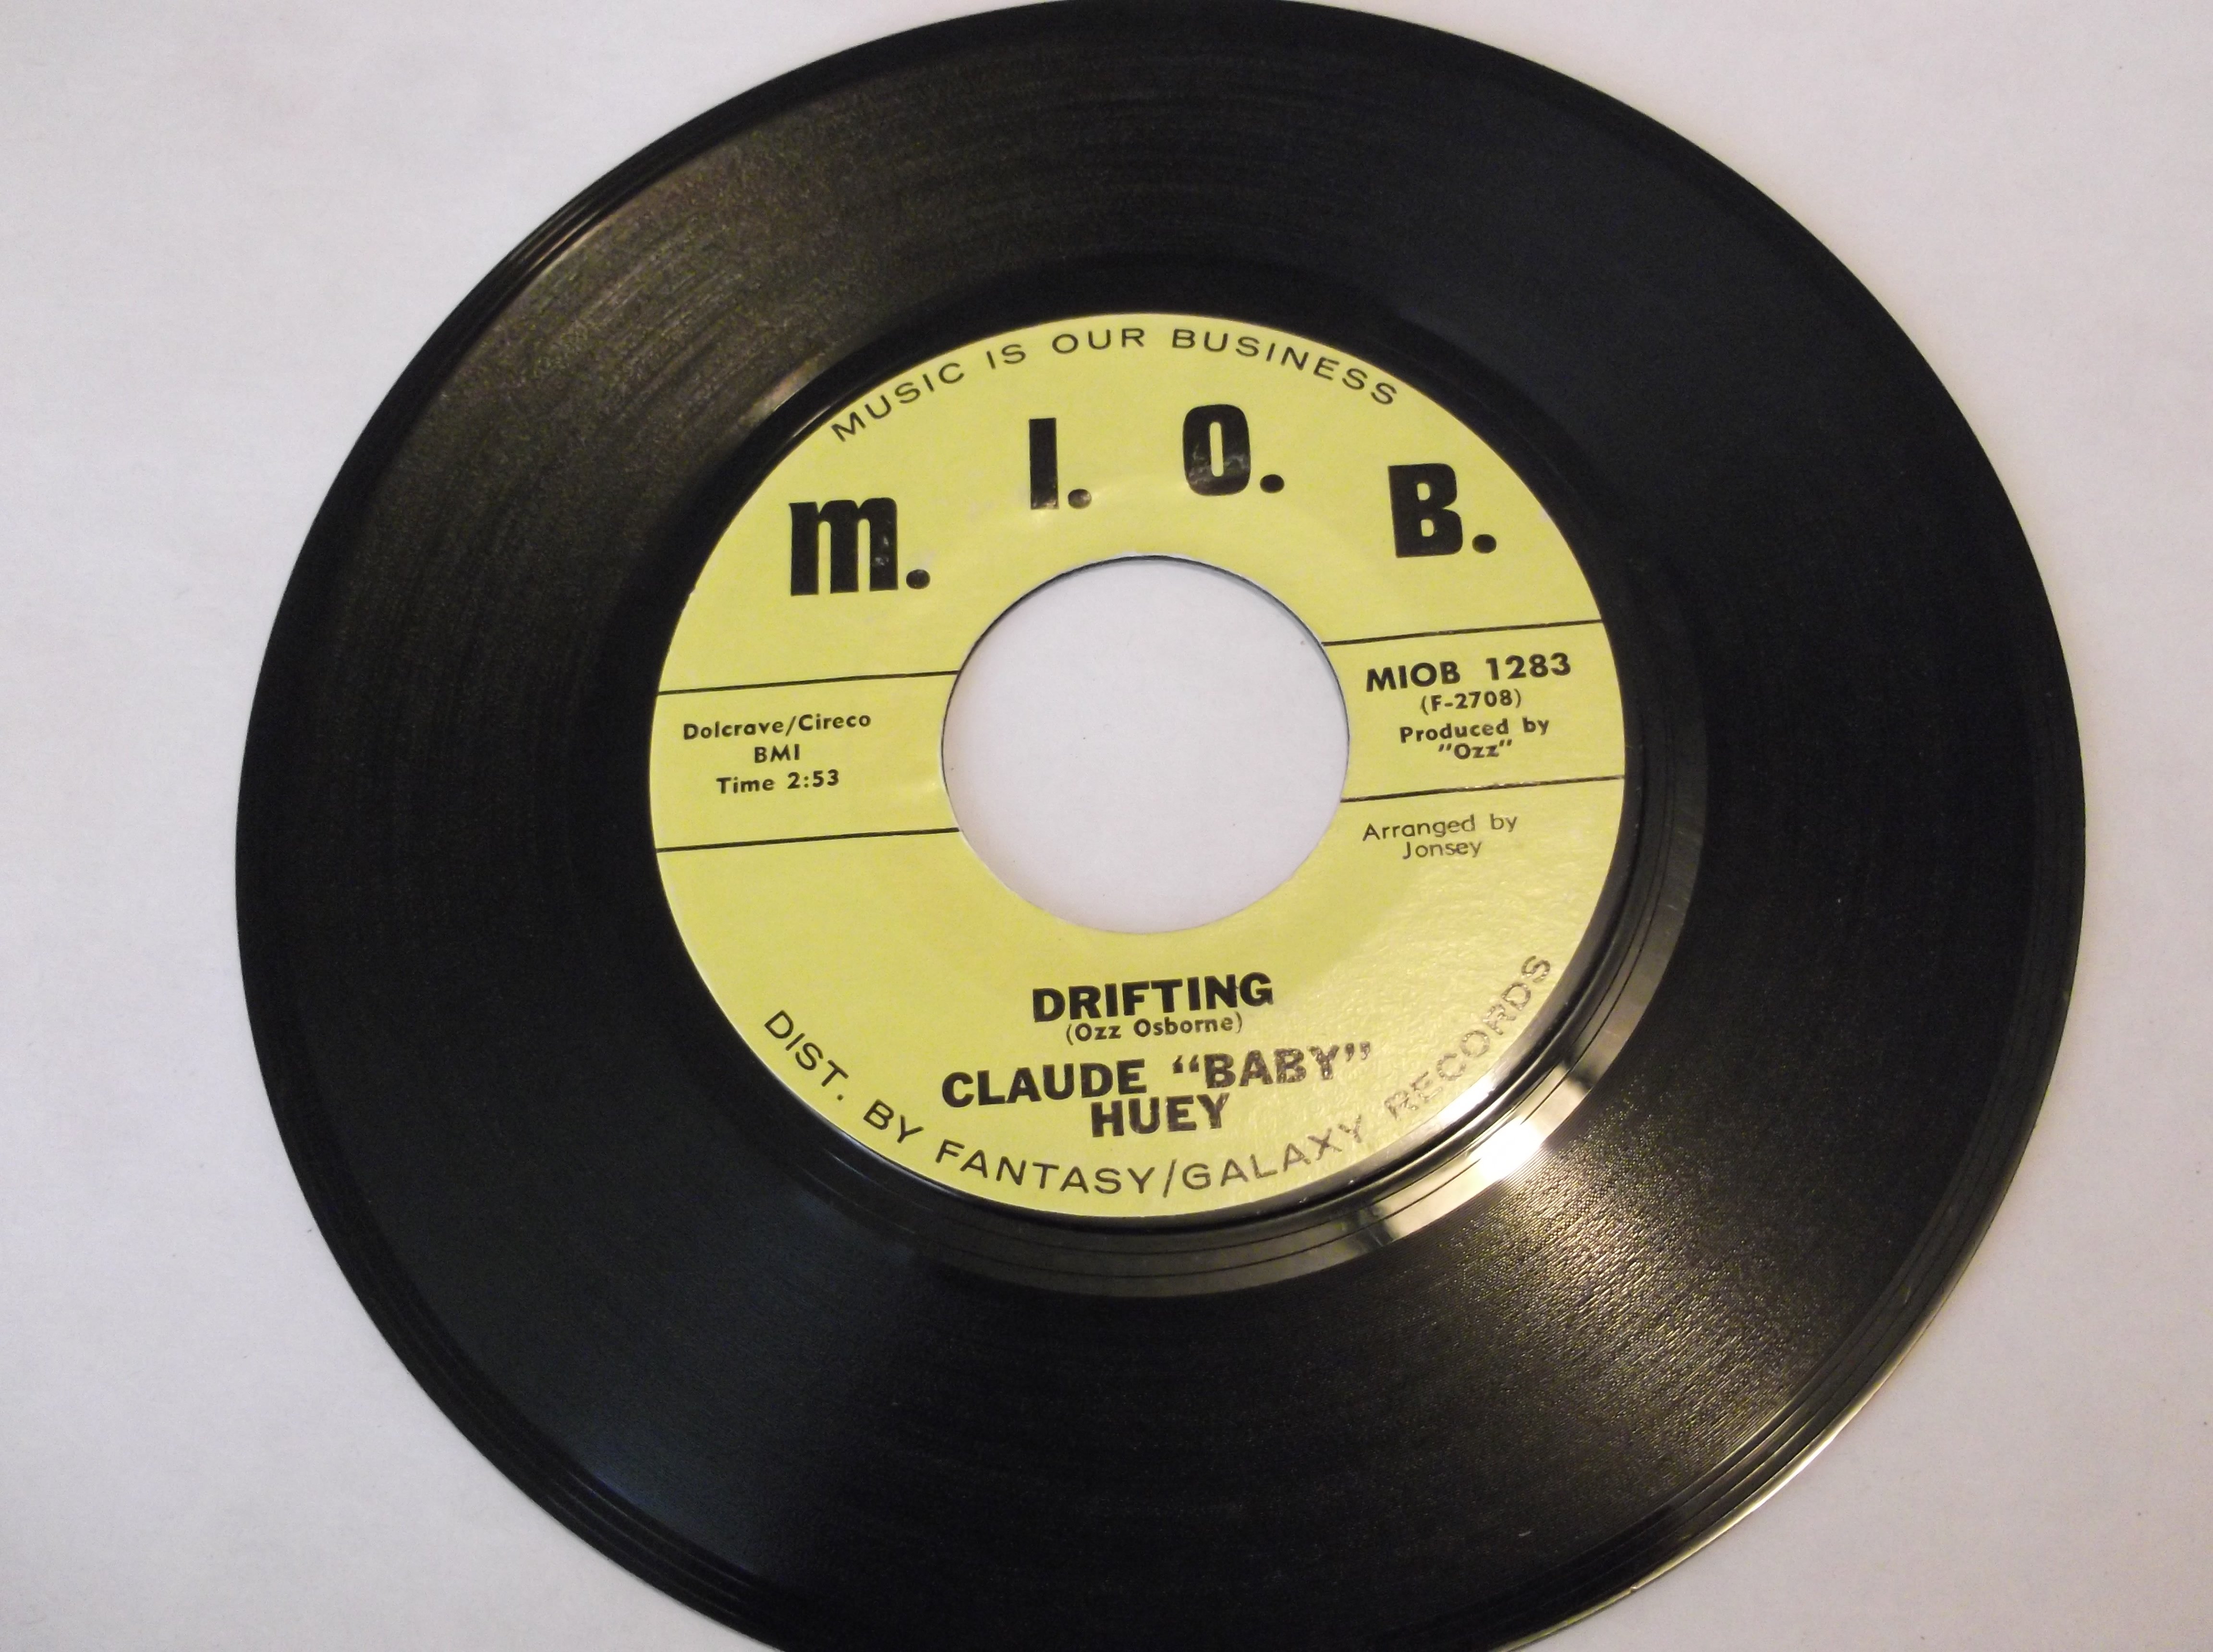 MUSIC IS OUR BUSINESS
m. I. O. B.
Dolcrave/Cireco
BMI
Time 2:53
MIOB 1283
(F-2708)
Produced by
"Ozz"
Arranged by
Jonsey
DRIFTING
(Ozz Osborne)
CLAUDE "BABY"
HUEY
DIST. BY FANTASY/GALAXY RECORDS